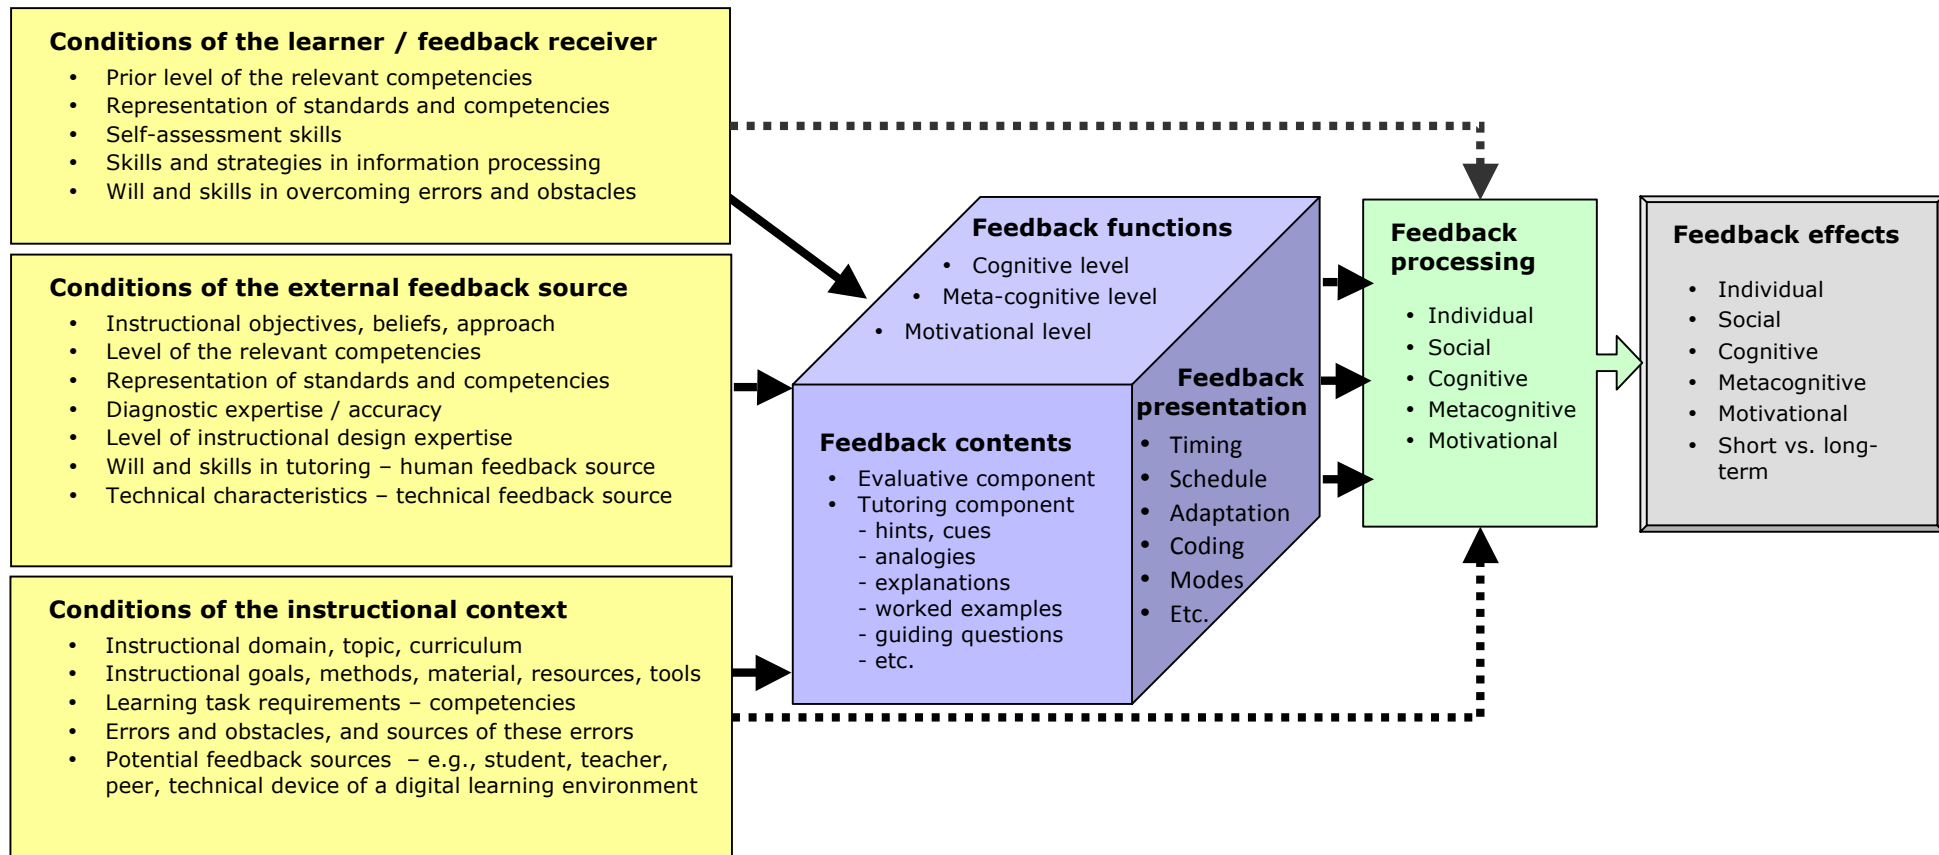 Conditions of the learner / feedback receiver
• Prior level of the relevant competencies
• Representation of standards and competencies
• Self-assessment skills
• Skills and strategies in information processing
• Will and skills in overcoming errors and obstacles
Conditions of the external feedback source
• Instructional objectives, beliefs, approach
• Level of the relevant competencies
• Representation of standards and competencies
• Diagnostic expertise / accuracy
• Level of instructional design expertise
• Will and skills in tutoring – human feedback source
• Technical characteristics – technical feedback source
Conditions of the instructional context
• Instructional domain, topic, curriculum
• Instructional goals, methods, material, resources, tools
• Learning task requirements – competencies
• Errors and obstacles, and sources of these errors
• Potential feedback sources – e.g., student, teacher,
peer, technical device of a digital learning environment
Feedback functions
• Cognitive level
• Meta-cognitive level
• Motivational level
Feedback contents
• Evaluative component
• Tutoring component
- hints, cues
- analogies
- explanations
- worked examples
- guiding questions
- etc.
Feedback
presentation
• Timing
• Schedule
• Adaptation
• Coding
• Modes
• Etc.
Feedback
processing
• Individual
• Social
• Cognitive
• Metacognitive
• Motivational
Feedback effects
• Individual
• Social
• Cognitive
• Metacognitive
• Motivational
• Short vs. long-
term